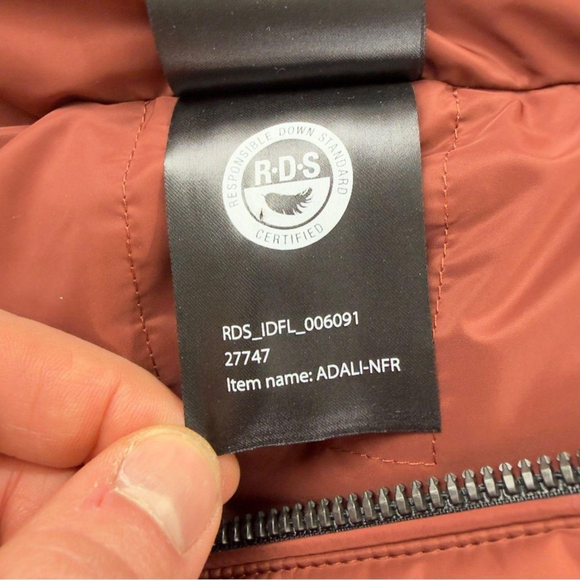 RESPONSIBLE DOWN STANDARD
R·D·S
CERTIFIED
RDS_IDFL_006091
27747
Item name: ADALI-NFR